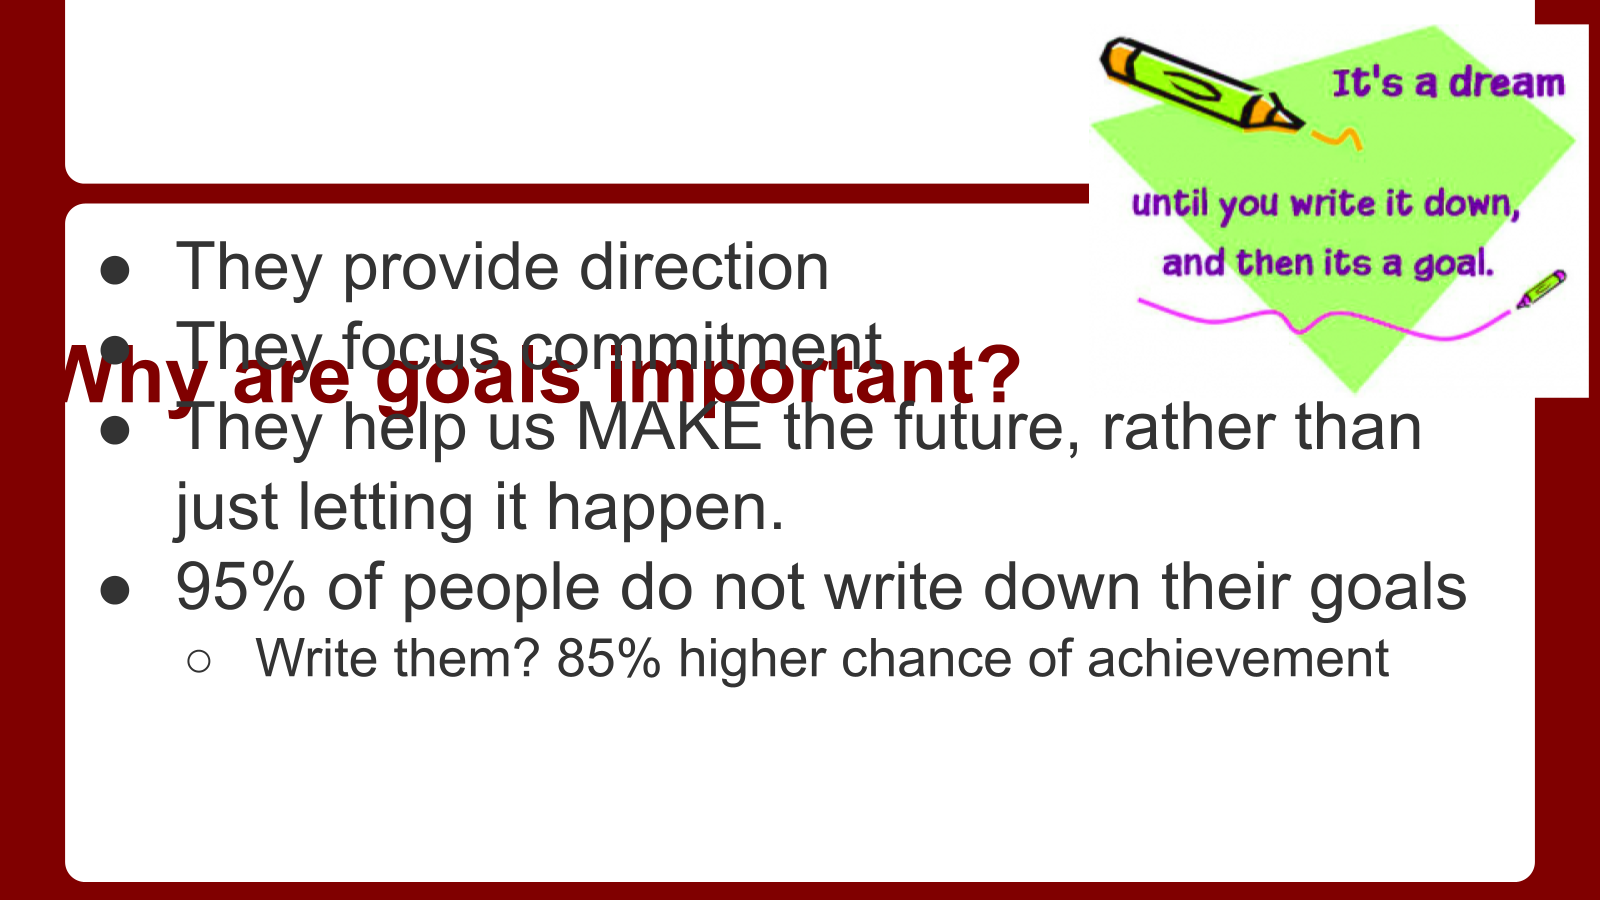 It's a dream
until you write it down,
and then its a goal.
Why are goals important?
● They provide direction
● They focus commitment
● They help us MAKE the future, rather than
just letting it happen.
● 95% of people do not write down their goals
○ Write them? 85% higher chance of achievement